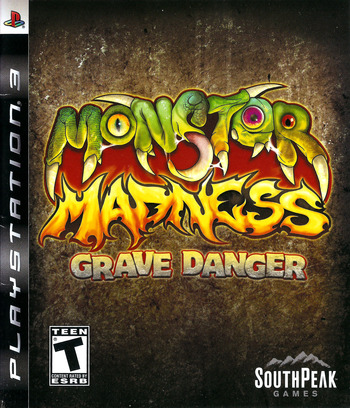 PLAYSTATION 3
MONSTER
MADNESS
GRAVE DANGER
TEEN
T
CONTENT RATED BY
ESRB
SOUTHPEAK
GAMES